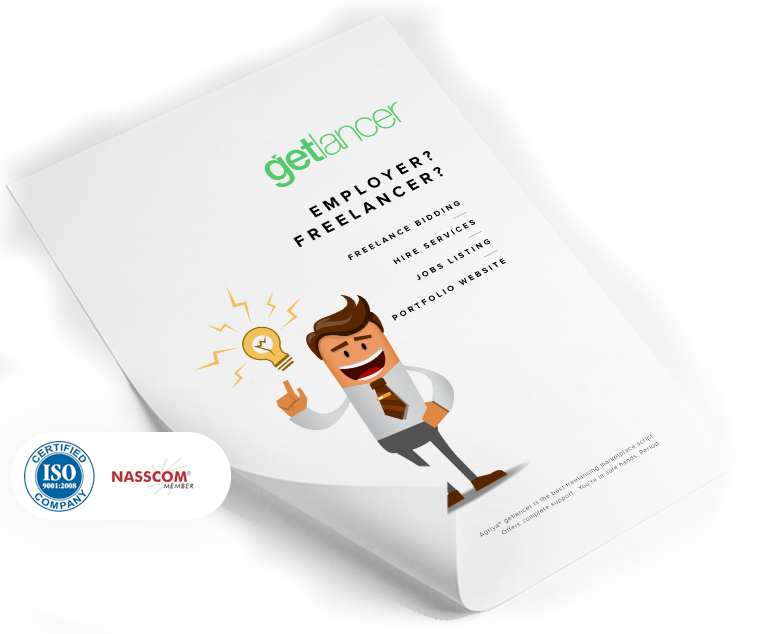 getlancer
EMPLOYER?
FREELANCER?
FREELANCE BIDDING
HIRE SERVICES
JOBS LISTING
PORTFOLIO WEBSITE
CERTIFIED
ISO
9001:2008
COMPANY
NASSCOM®
MEMBER
Agriya® getlancer is the best freelancing marketplace script.
Offers complete support. You're in safe hands. Period.